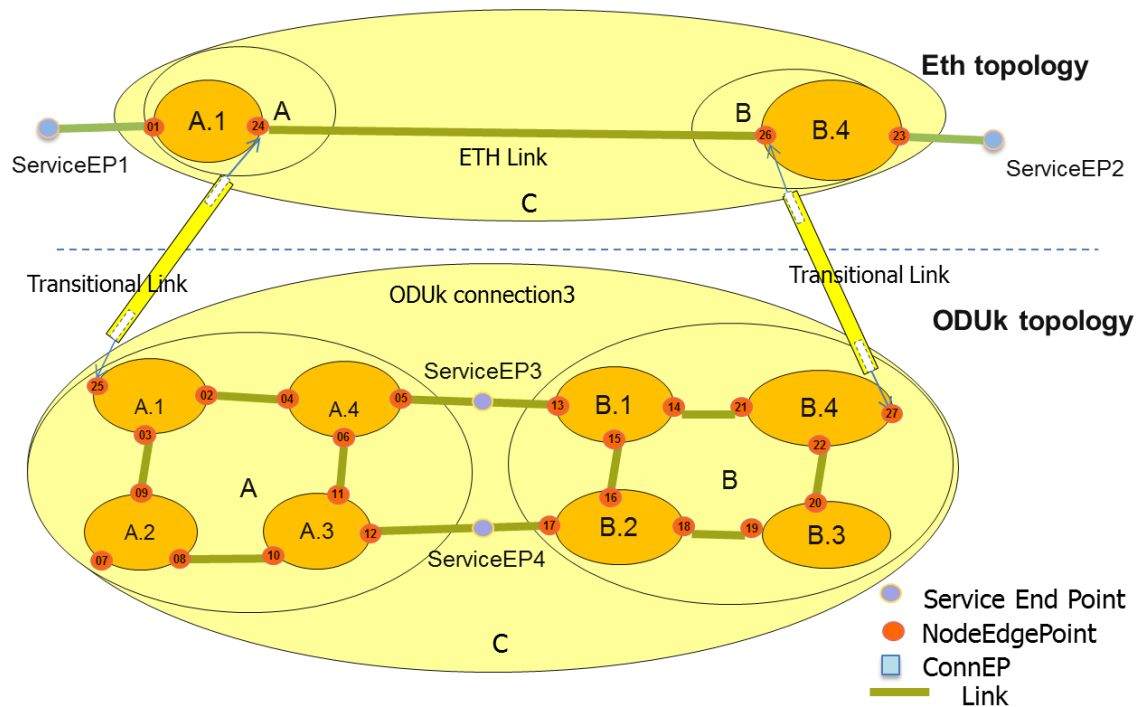 Eth topology
A.1
A
B
B.4
01
24
26
23
ServiceEP1
ETH Link
ServiceEP2
C
Transitional Link
Transitional Link
ODUk connection3
ODUk topology
ServiceEP3
25
A.1
02
04
A.4
05
13
B.1
14
21
B.4
27
03
06
15
22
A
B
09
11
16
20
A.2
A.3
12
17
B.2
18
19
B.3
07
08
10
ServiceEP4
C
Service End Point
NodeEdgePoint
ConnEP
Link